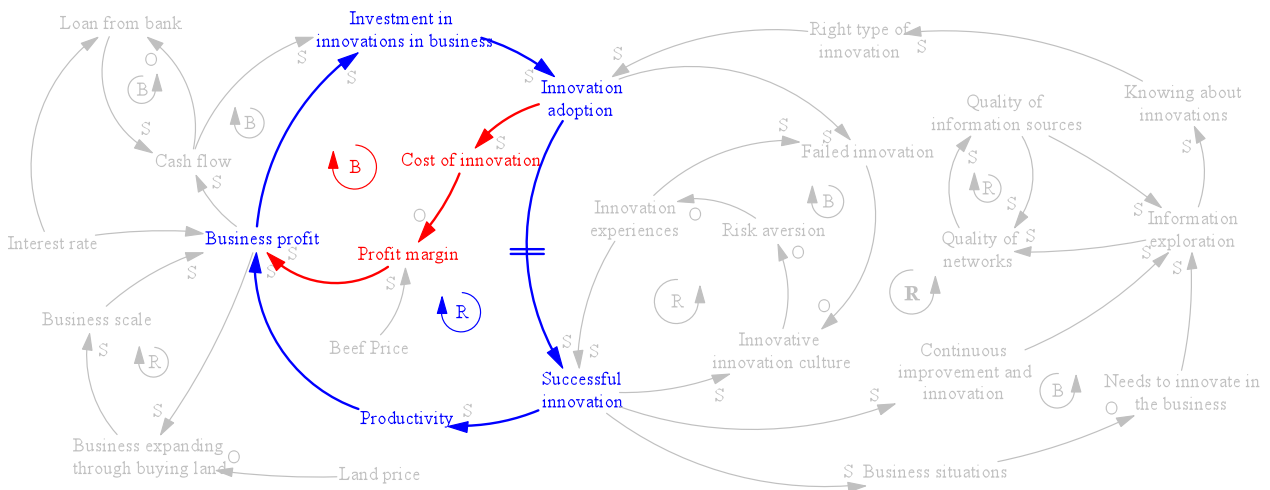 Loan from bank
Investment in
innovations in business
Right type of
innovation
S
S
S
O
S
S
B
S
Innovation
adoption
Knowing about
innovations
Quality of
information sources
B
S
S
S
S
Cash flow
Cost of innovation
Failed innovation
S
B
S
R
S
O
Innovation
experiences
O
B
S
S
Information
exploration
Risk aversion
Interest rate
Business profit
Profit margin
S
S
S
S
O
Quality of
networks
S
S
S
Business scale
R
R
R
O
Beef Price
S
R
S
S
Innovative
innovation culture
Continuous
improvement and
innovation
Successful
innovation
S
S
B
O
Needs to innovate in
the business
S
Productivity
S
Business expanding
through buying land
O
Land price
S
Business situations